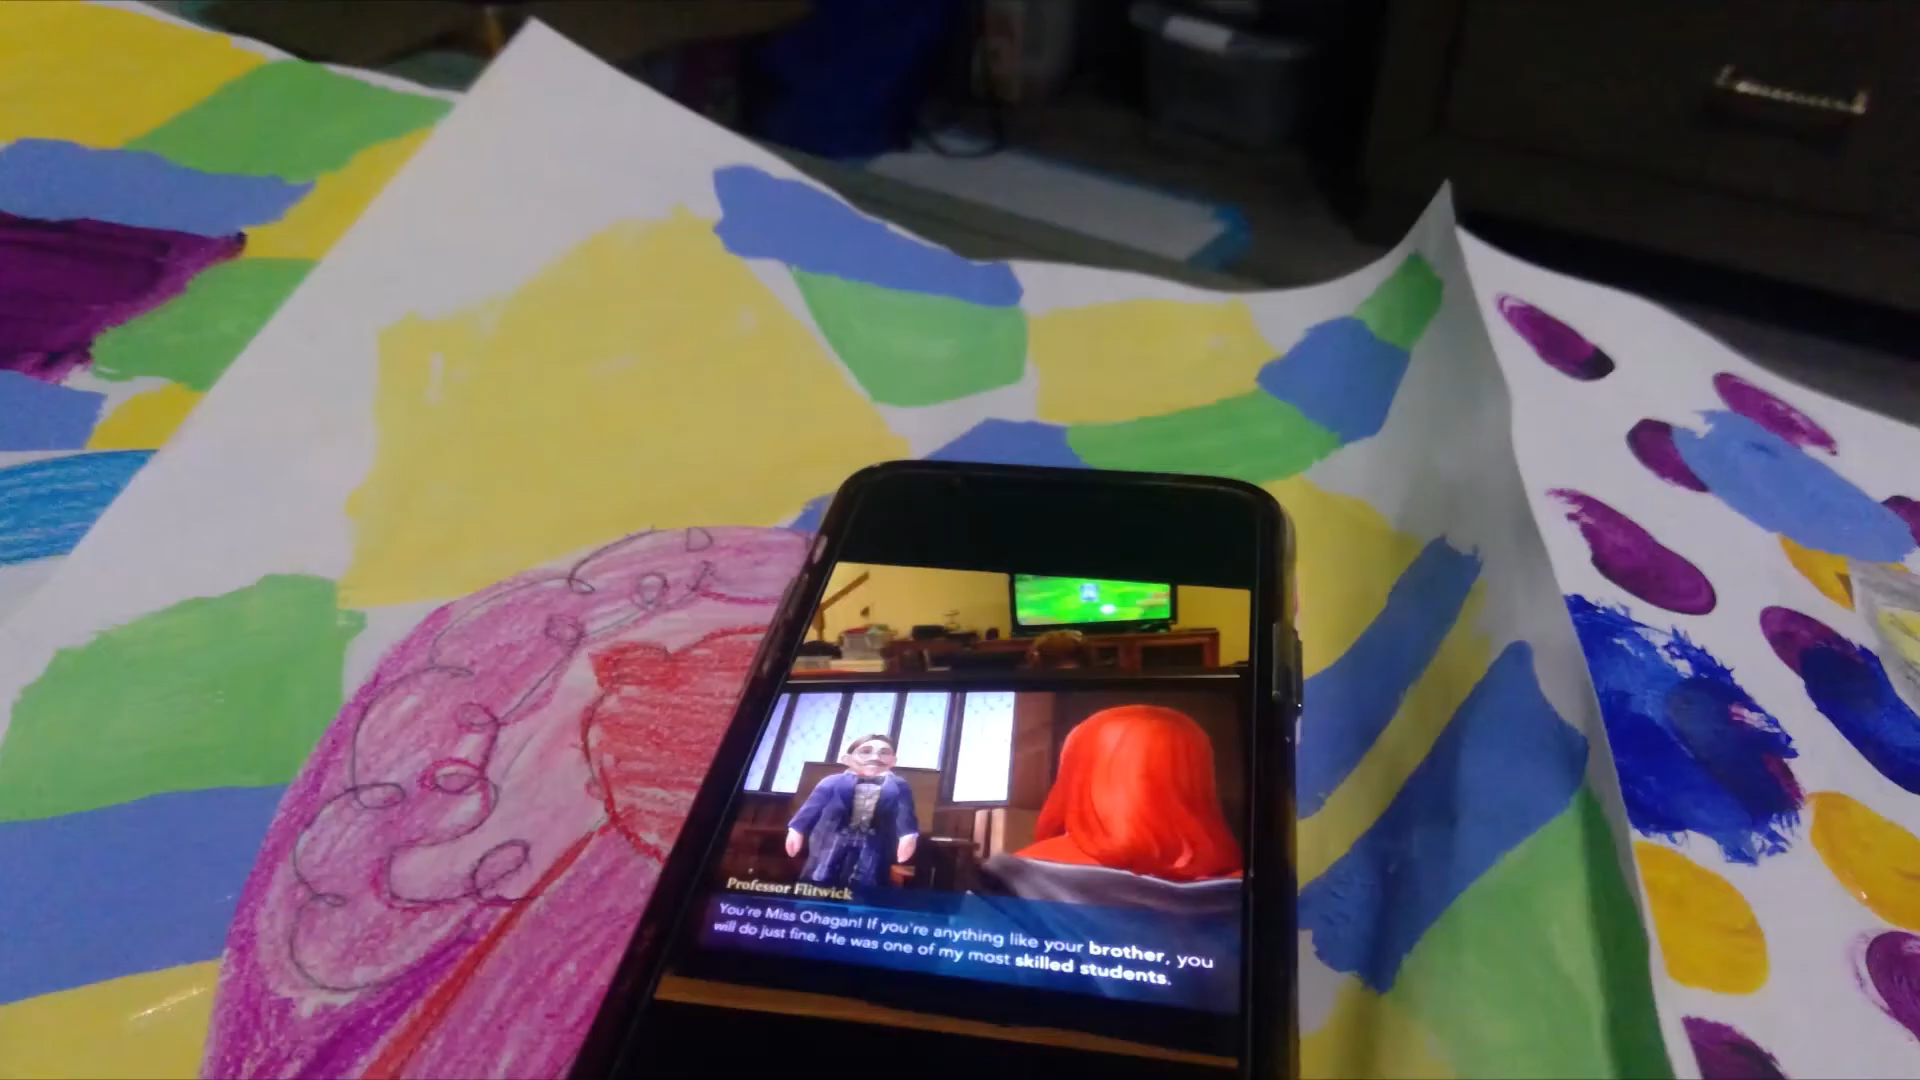 Professor Flitwick
You're Miss Ohagan! If you're anything like your brother, you
will do just fine. He was one of my most skilled students.